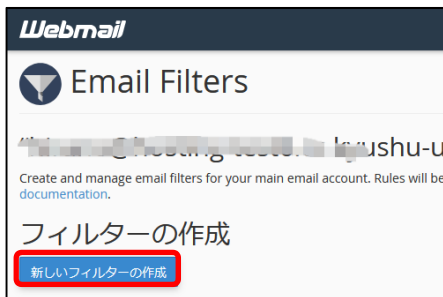 Webmail
Email Filters
ushu-u
Create and manage email filters for your main email account. Rules will be
documentation.
フィルターの作成
新しいフィルターの作成